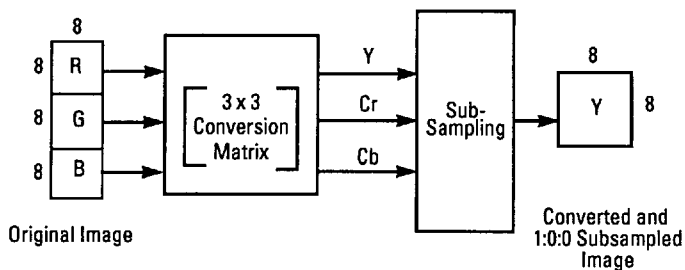 8
8 R
8 G
8 B
Original Image
3 x 3
Conversion
Matrix
Y
Cr
Cb
Sub-
Sampling
8
Y 8
Converted and
1:0:0 Subsampled
Image